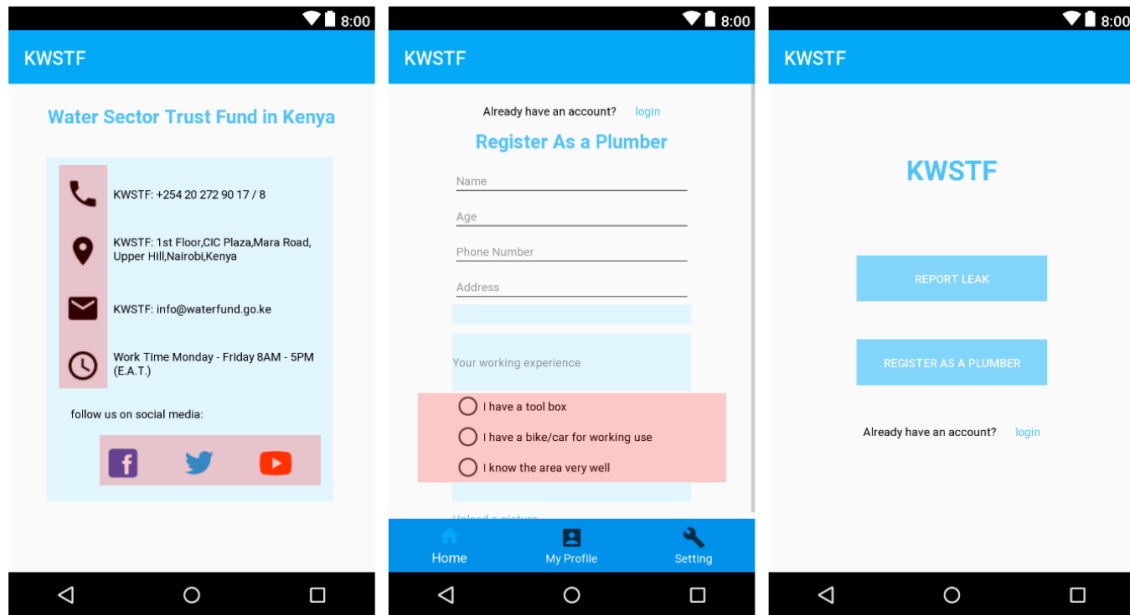 8:00
KWSTF
Water Sector Trust Fund in Kenya
KWSTF: +254 20 272 90 17 / 8
KWSTF: 1st Floor,CIC Plaza,Mara Road,
Upper Hill,Nairobi,Kenya
KWSTF: info@waterfund.go.ke
Work Time Monday - Friday 8AM - 5PM
(E.A.T.)
follow us on social media:
8:00
KWSTF
Already have an account? login
Register As a Plumber
Name
Age
Phone Number
Address
Your working experience
I have a tool box
I have a bike/car for working use
I know the area very well
Upload a picture
Home My Profile Setting
8:00
KWSTF
KWSTF
REPORT LEAK
REGISTER AS A PLUMBER
Already have an account? login